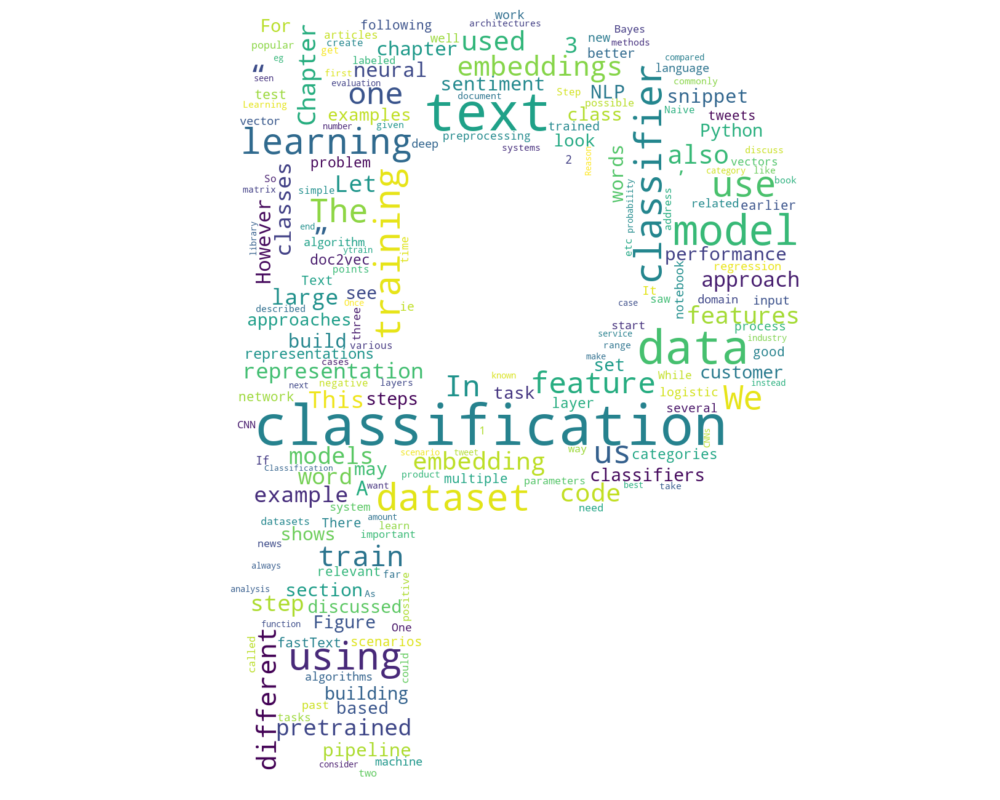 work
architectures
For
Chapter
articles
following
popular
create
chapter
well
used
3
new
Bayes
better
methods
eg
get
labeled
“
seen
first
evaluation
neural
embeddings
NLP
language
compared
commonly
test
Learning
one
sentiment
document
Step
class
possible
snippet
vector
examples
text
trained
Naive
tweets
number
given
preprocessing
look
Python
learning
deep
systems
2
Reason
words
classifier
also
discuss
problem
’
vectors
category
like
book
So
matrix
simple
Let
classes
training
use
However
The
end
”
related
earlier
etc
probability
address
model
library
algorithm
ytrain
time
doc2vec
performance
points
Text
regression
approach
large
see
ie
It
saw
notebook
domain
input
described
Once
three
case
features
approaches
start
process
build
various
service
range
data
industry
good
representations
cases
make
set
customer
representation
next
negative
layers
In
known
feature
While
instead
network
This
steps
task
layer
logistic
We
several
CNN
classification
1
CNNs
If
models
scenario
tweet
way
us
categories
Classification
word
may
embedding
classifiers
product
want
multiple
parameters
best
take
example
A
dataset
code
system
need
datasets
There
amount
learn
shows
important
news
train
always
relevant
far
positive
analysis
section
As
step
discussed
function
Figure
One
different
called
fastText
scenarios
using
could
algorithms
building
past
based
tasks
pretrained
pipeline
consider
machine
two